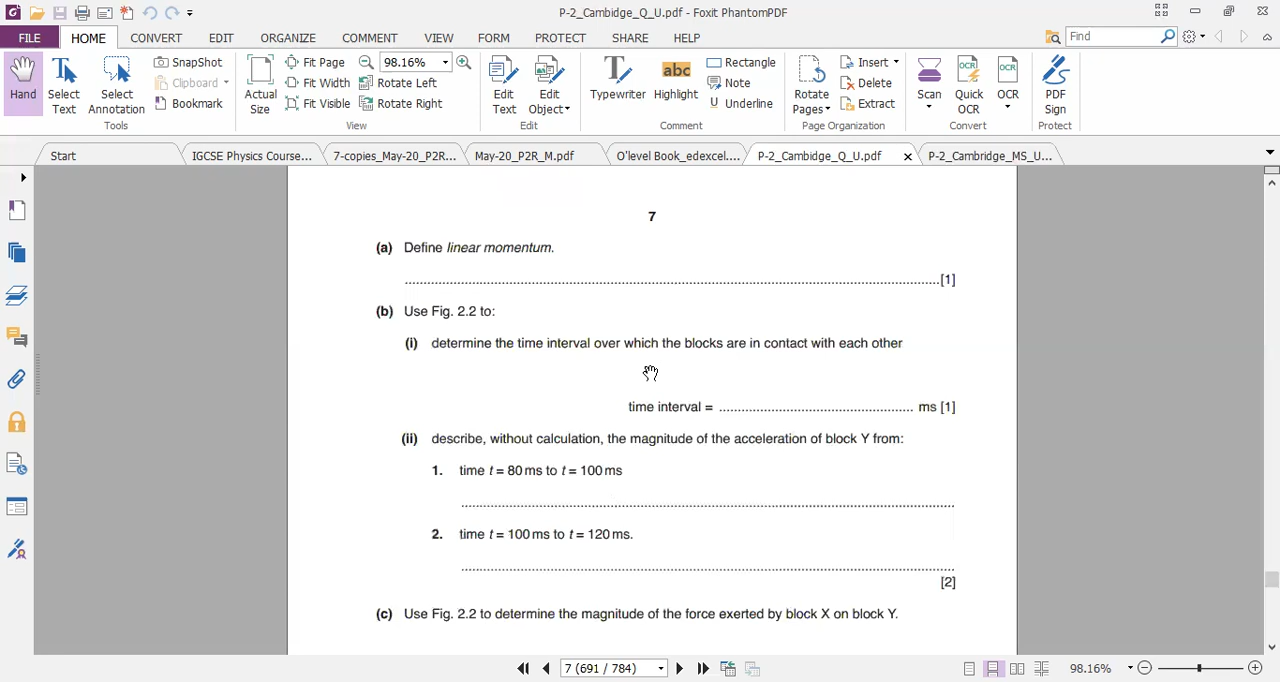 P-2_Cambidge_Q_U.pdf - Foxit PhantomPDF
FILE HOME CONVERT EDIT ORGANIZE COMMENT VIEW FORM PROTECT SHARE HELP Find
Hand
Select Text
Select Annotation
SnapShot
Clipboard
Bookmark
Tools
Actual Size
Fit Page
Fit Width
Fit Visible
98.16%
Rotate Left
Rotate Right
View
Edit Text
Edit Object
Edit
Typewriter
abc
Highlight
Rectangle
Note
Underline
Comment
Rotate Pages
Insert
Delete
Extract
Page Organization
Scan
OCR
Quick OCR
OCR
OCR
Convert
PDF Sign
Protect
Start IGCSE Physics Course... 7-copies_May-20_P2R... May-20_P2R_M.pdf O'level Book_edexcel.... P-2_Cambidge_Q_U.pdf P-2_Cambridge_MS_U...
7
(a) Define linear momentum.
[1]
(b) Use Fig. 2.2 to:
(i) determine the time interval over which the blocks are in contact with each other
time interval = ................................................... ms [1]
(ii) describe, without calculation, the magnitude of the acceleration of block Y from:
1. time t = 80 ms to t = 100 ms
2. time t = 100 ms to t = 120 ms.
[2]
(c) Use Fig. 2.2 to determine the magnitude of the force exerted by block X on block Y.
7 (691 / 784) 98.16%